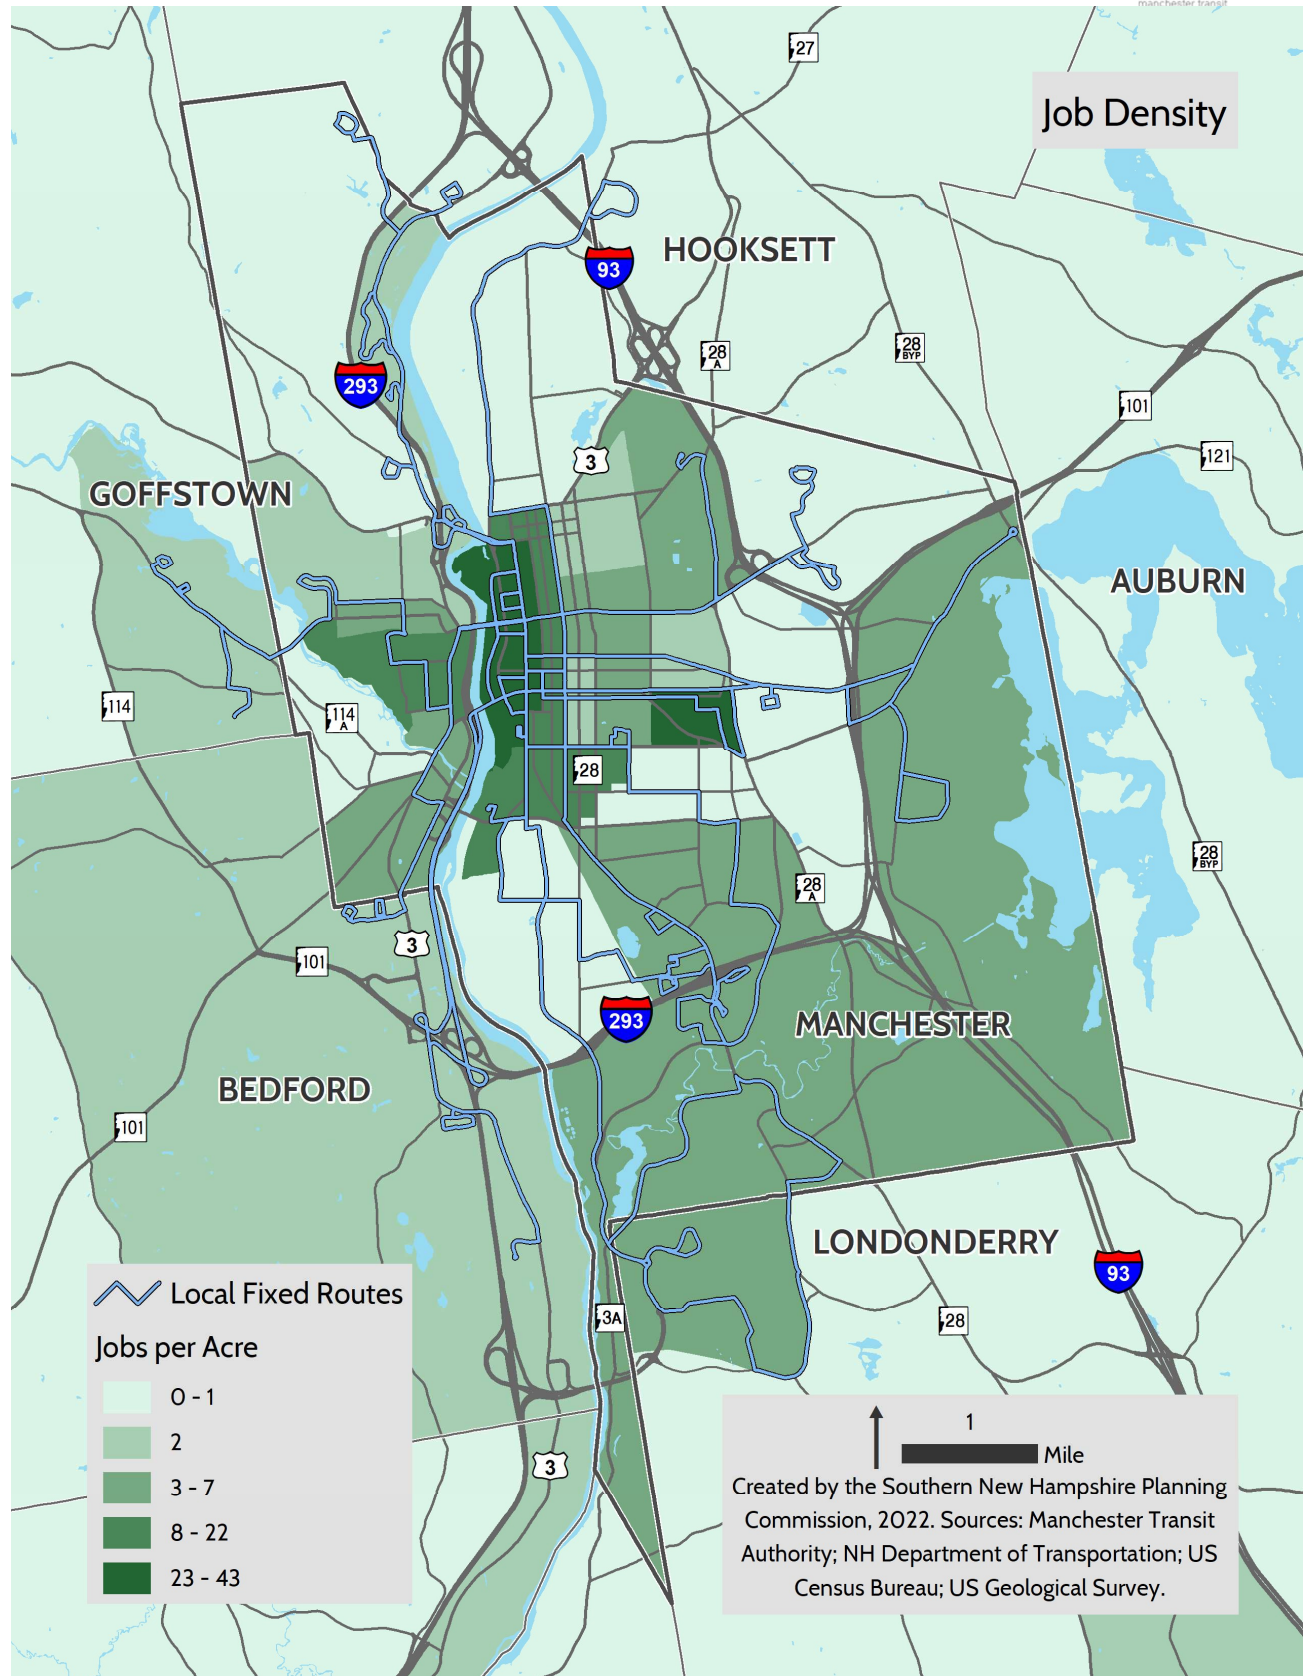 manchester transit
27
Job Density
HOOKSETT
93
28
A
28
BYP
293
101
3
121
GOFFSTOWN
AUBURN
114
114
A
28
28
BYP
28
A
3
101
293
MANCHESTER
BEDFORD
101
LONDONDERRY
93
Local Fixed Routes
3A
28
Jobs per Acre
0 - 1
2
3 - 7
8 - 22
23 - 43
3
1
Mile
Created by the Southern New Hampshire Planning
Commission, 2022. Sources: Manchester Transit
Authority; NH Department of Transportation; US
Census Bureau; US Geological Survey.